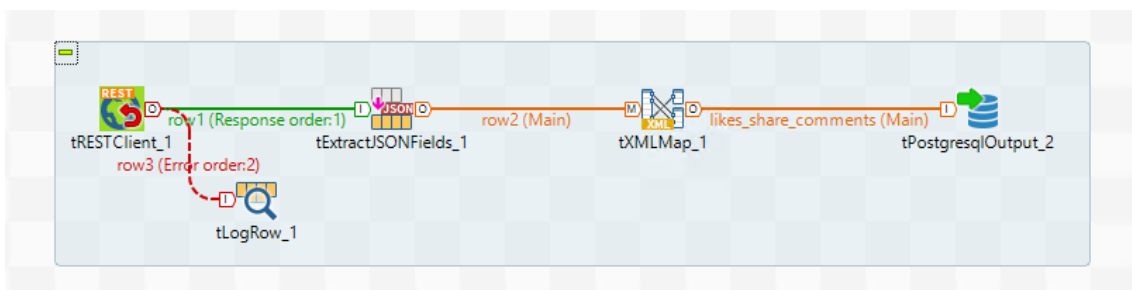 REST
row1 (Response order:1)
JSON
row2 (Main)
XML
likes_share_comments (Main)
tRESTClient_1
tExtractJSONFields_1
tXMLMap_1
tPostgresqlOutput_2
row3 (Error order:2)
tLogRow_1